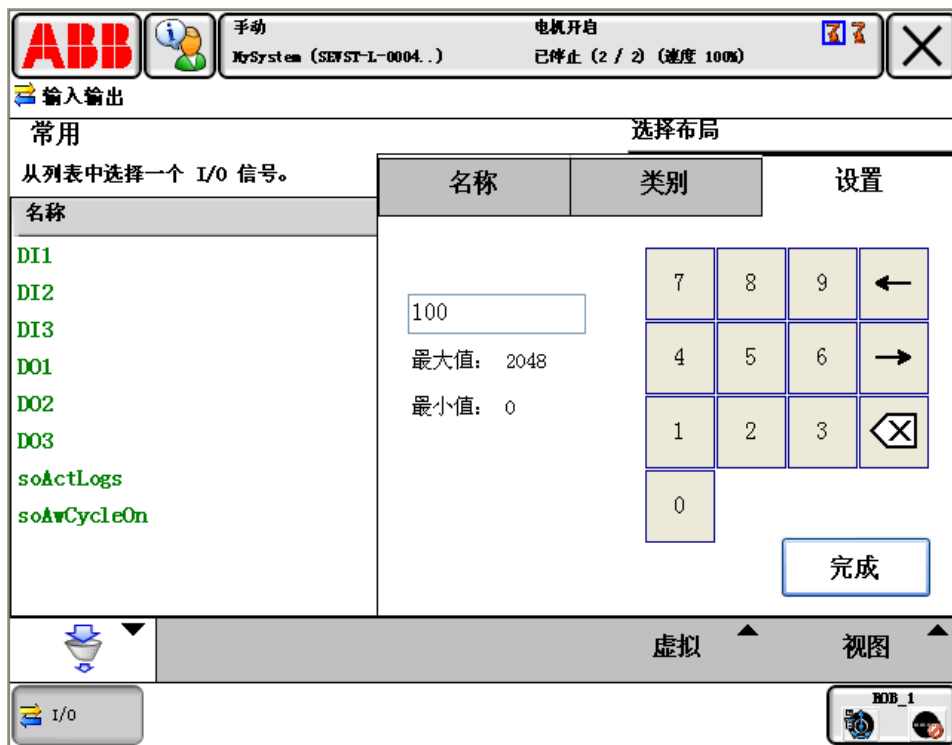 ABB
手动
电机开启
MySystem (SEVST-L-0004..)
已停止 (2 / 2) (速度 100%)
输入输出
常用
选择布局
从列表中选择一个 I/O 信号。
名称
类别
设置
名称
DI1
DI2
DI3
DO1
DO2
DO3
soActLogs
soAwCycleOn
100
最大值： 2048
最小值： 0
7 8 9 ←
4 5 6 →
1 2 3
0
完成
虚拟
视图
I/O
ROB_1